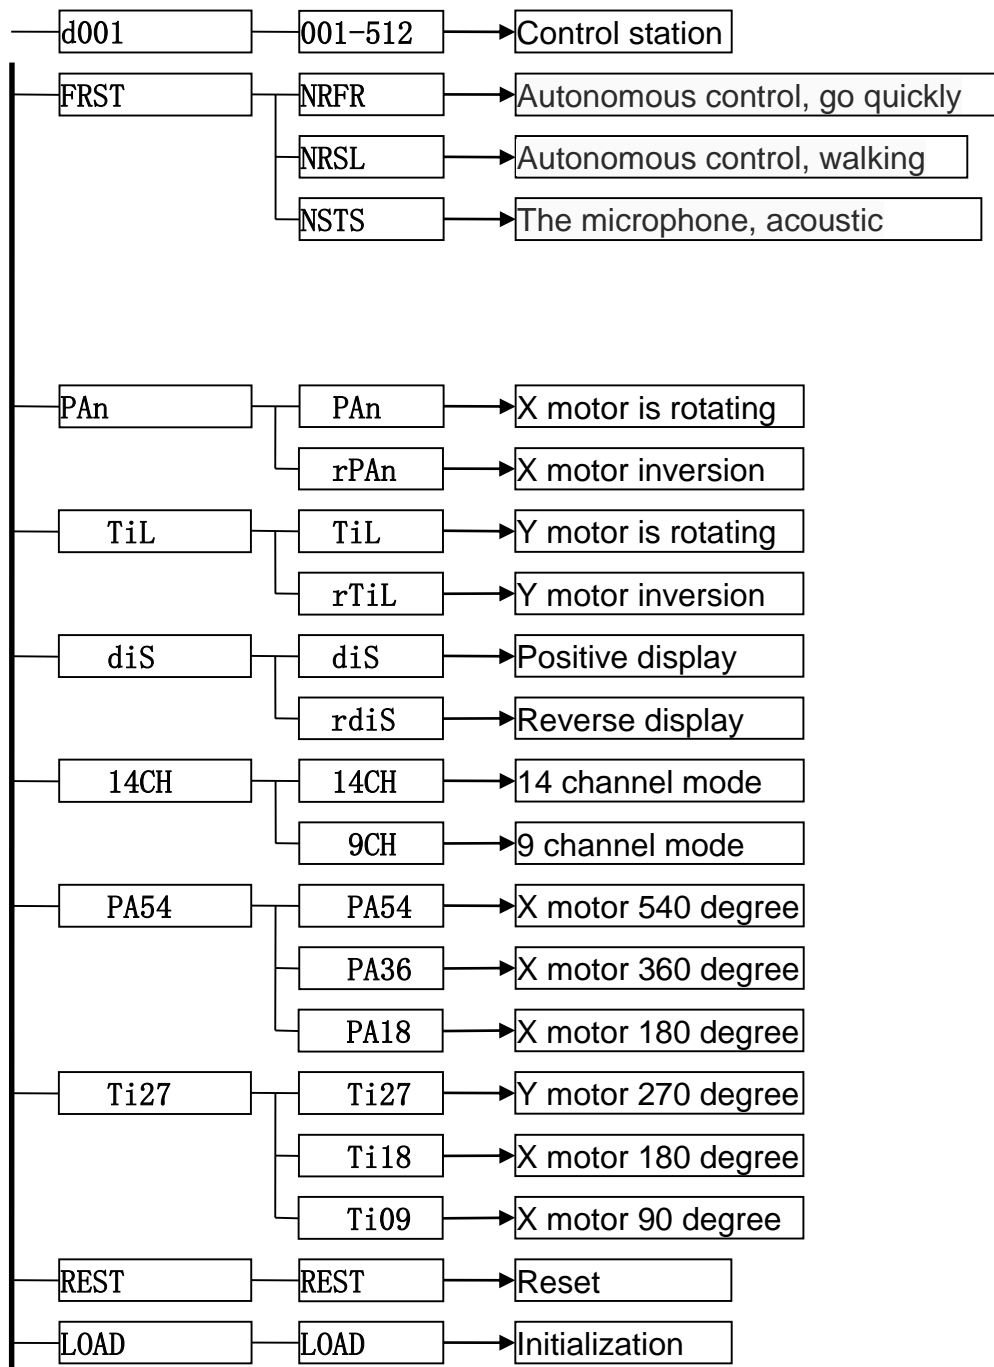 d001 001-512 Control station
FRST NRFR Autonomous control, go quickly
NRSL Autonomous control, walking
NSTS The microphone, acoustic
PAn PAn X motor is rotating
rPAn X motor inversion
TiL TiL Y motor is rotating
rTiL Y motor inversion
diS diS Positive display
rdiS Reverse display
14CH 14CH 14 channel mode
9CH 9 channel mode
PA54 PA54 X motor 540 degree
PA36 X motor 360 degree
PA18 X motor 180 degree
Ti27 Ti27 Y motor 270 degree
Ti18 X motor 180 degree
Ti09 X motor 90 degree
REST REST Reset
LOAD LOAD Initialization